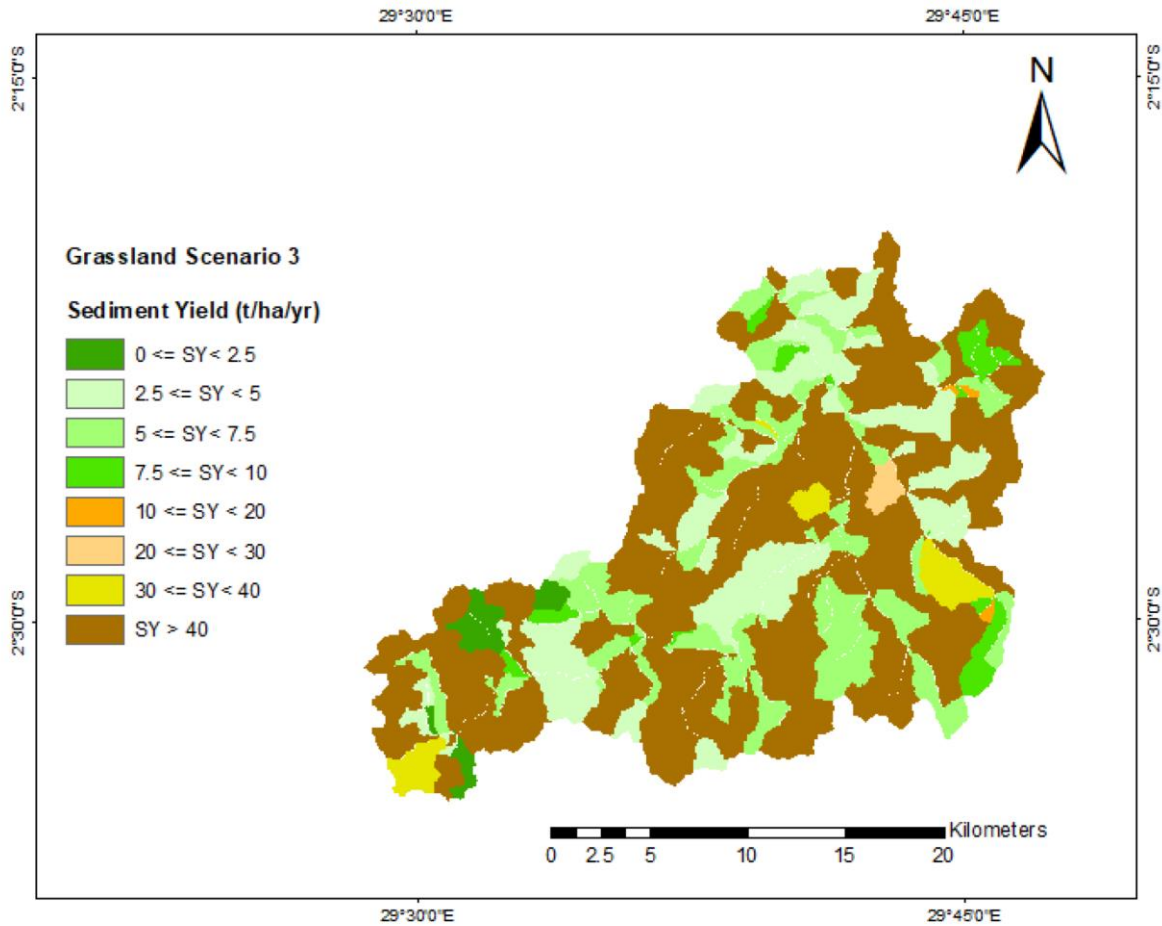 29°30'0"E 29°45'0"E
2°15'0"S 2°15'0"S
N
Grassland Scenario 3
Sediment Yield (t/ha/yr)
0 <= SY< 2.5
2.5 <= SY < 5
5 <= SY< 7.5
7.5 <= SY< 10
10 <= SY < 20
20 <= SY < 30
30 <= SY< 40
SY > 40
2°30'0"S 2°30'0"S
Kilometers
0 2.5 5 10 15 20
29°30'0"E 29°45'0"E